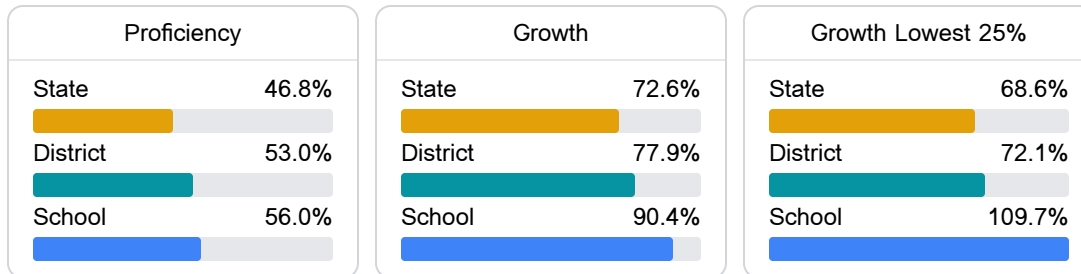 Proficiency
State 46.8%
District 53.0%
School 56.0%
Growth
State 72.6%
District 77.9%
School 90.4%
Growth Lowest 25%
State 68.6%
District 72.1%
School 109.7%